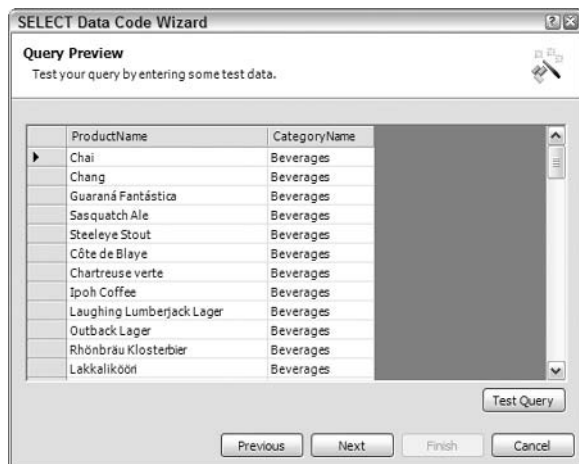 SELECT Data Code Wizard
Query Preview
Test your query by entering some test data.
ProductName CategoryName
Chai Beverages
Chang Beverages
Guaraná Fantástica Beverages
Sasquatch Ale Beverages
Steeleye Stout Beverages
Côte de Blaye Beverages
Chartreuse verte Beverages
Ipoh Coffee Beverages
Laughing Lumberjack Lager Beverages
Outback Lager Beverages
Rhönbräu Klosterbier Beverages
Lakkalikööri Beverages
Test Query
Previous Next Finish Cancel